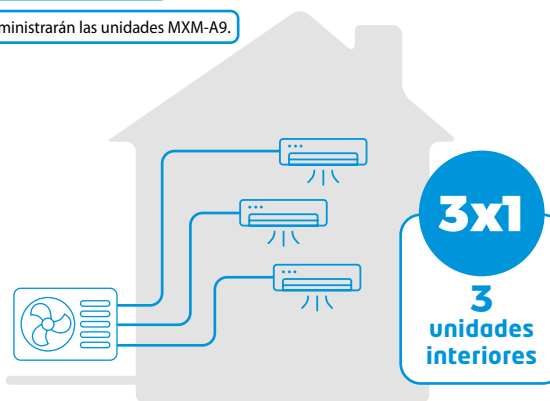 ministrarán las unidades MXM-A9.
3x1
3
unidades
interiores